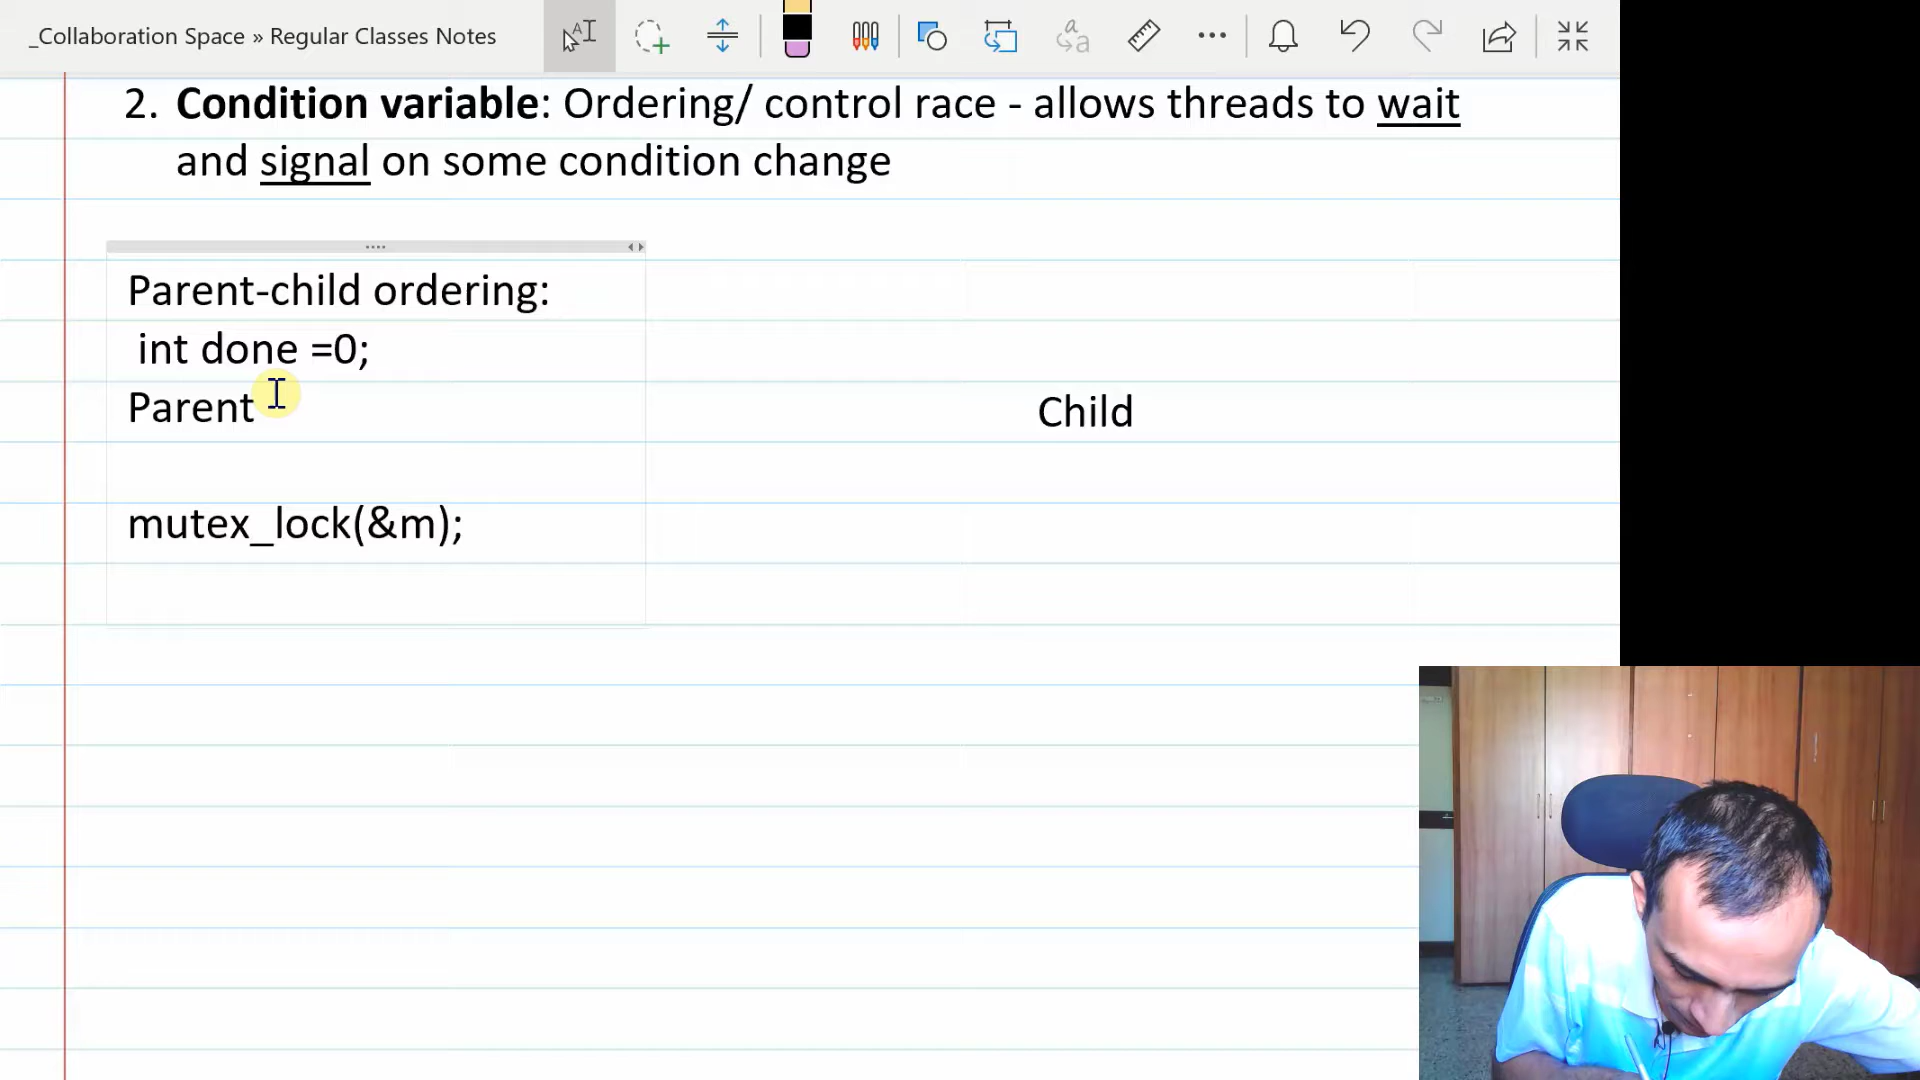 _Collaboration Space » Regular Classes Notes
2. Condition variable: Ordering/ control race - allows threads to wait
and signal on some condition change
Parent-child ordering:
int done =0;
Parent
Child
mutex_lock(&m);